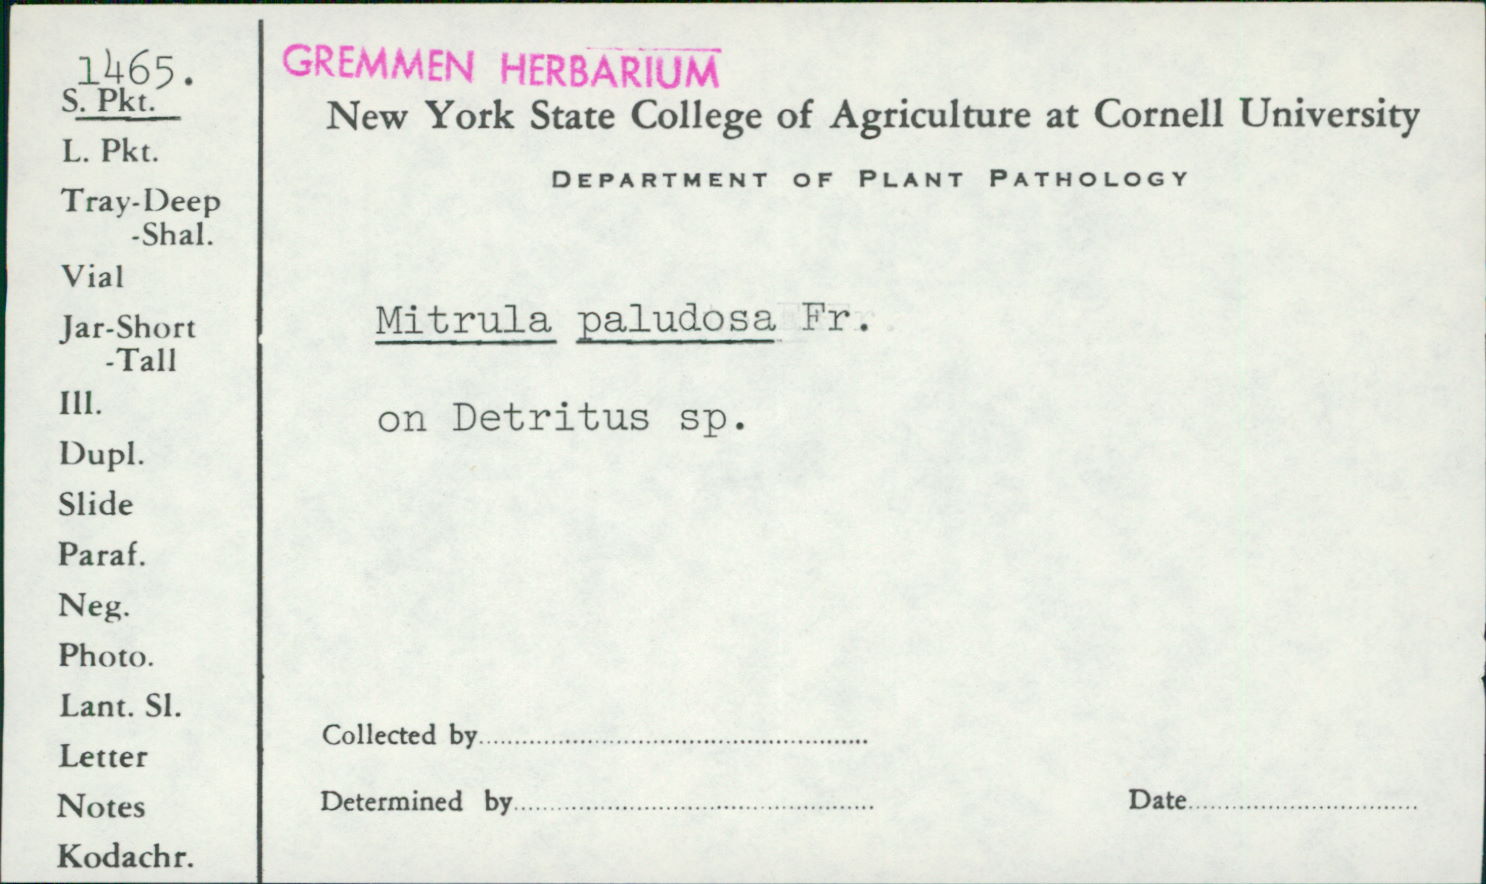 1465.
S. Pkt.
L. Pkt.
Tray-Deep
-Shal.
Vial
Jar-Short
-Tall
Ill.
Dupl.
Slide
Paraf.
Neg.
Photo.
Lant. Sl.
Letter
Notes
Kodachr.
GREMMEN HERBARIUM
New York State College of Agriculture at Cornell University
DEPARTMENT OF PLANT PATHOLOGY
Mitrula paludosa Fr.
on Detritus sp.
Collected by
Determined by
Date